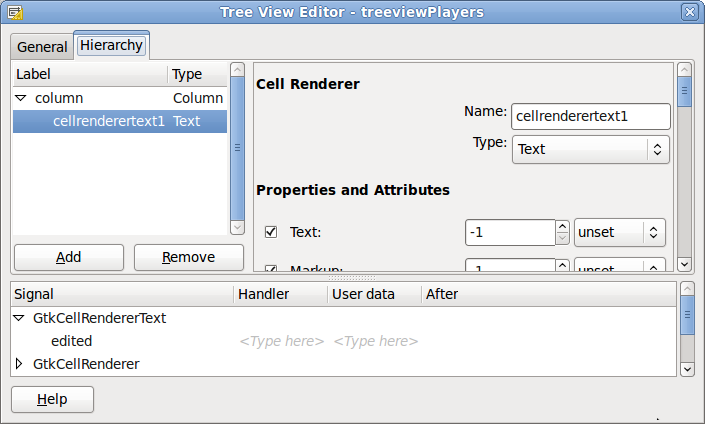 Tree View Editor - treeviewPlayers
General Hierarchy
Label Type
column Column
cellrenderertext1 Text
Add Remove
Cell Renderer
Name: cellrenderertext1
Type: Text
Properties and Attributes
Text: -1 unset
Markup: -1 unset
Signal Handler User data After
GtkCellRendererText
edited <Type here> <Type here>
GtkCellRenderer
Help